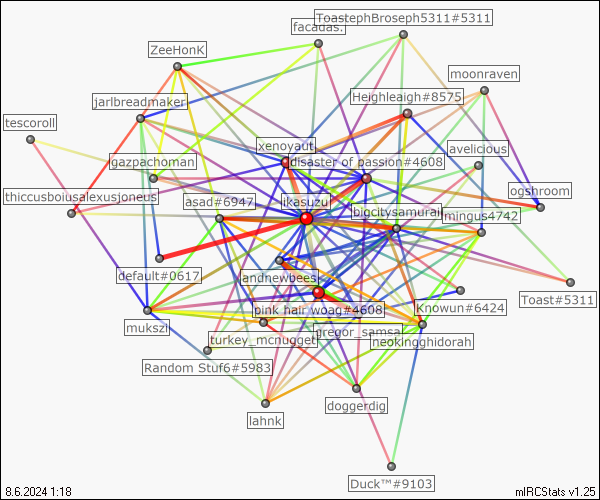 ToastephBroseph5311#5311
facadas.
ZeeHonK
moonraven
Heighleaigh#8575
jarlbreadmaker
tescoroll
xenoyaut
avelicious
gazpachoman
disaster of passion#4608
thiccusboiusalexusjoneus
ogshroom
asad#6947
ikasuzu
bigcitysamurai
mingus4742
default#0617
andnewbees
Toast#5311
pink hair woag#4608
Knowun#6424
mukszi
gregor_samsa
turkey_mcnugget
neokingghidorah
Random Stuf6#5983
doggerdig
lahnk
Duck™#9103
8.6.2024 1:18
mIRCStats v1.25